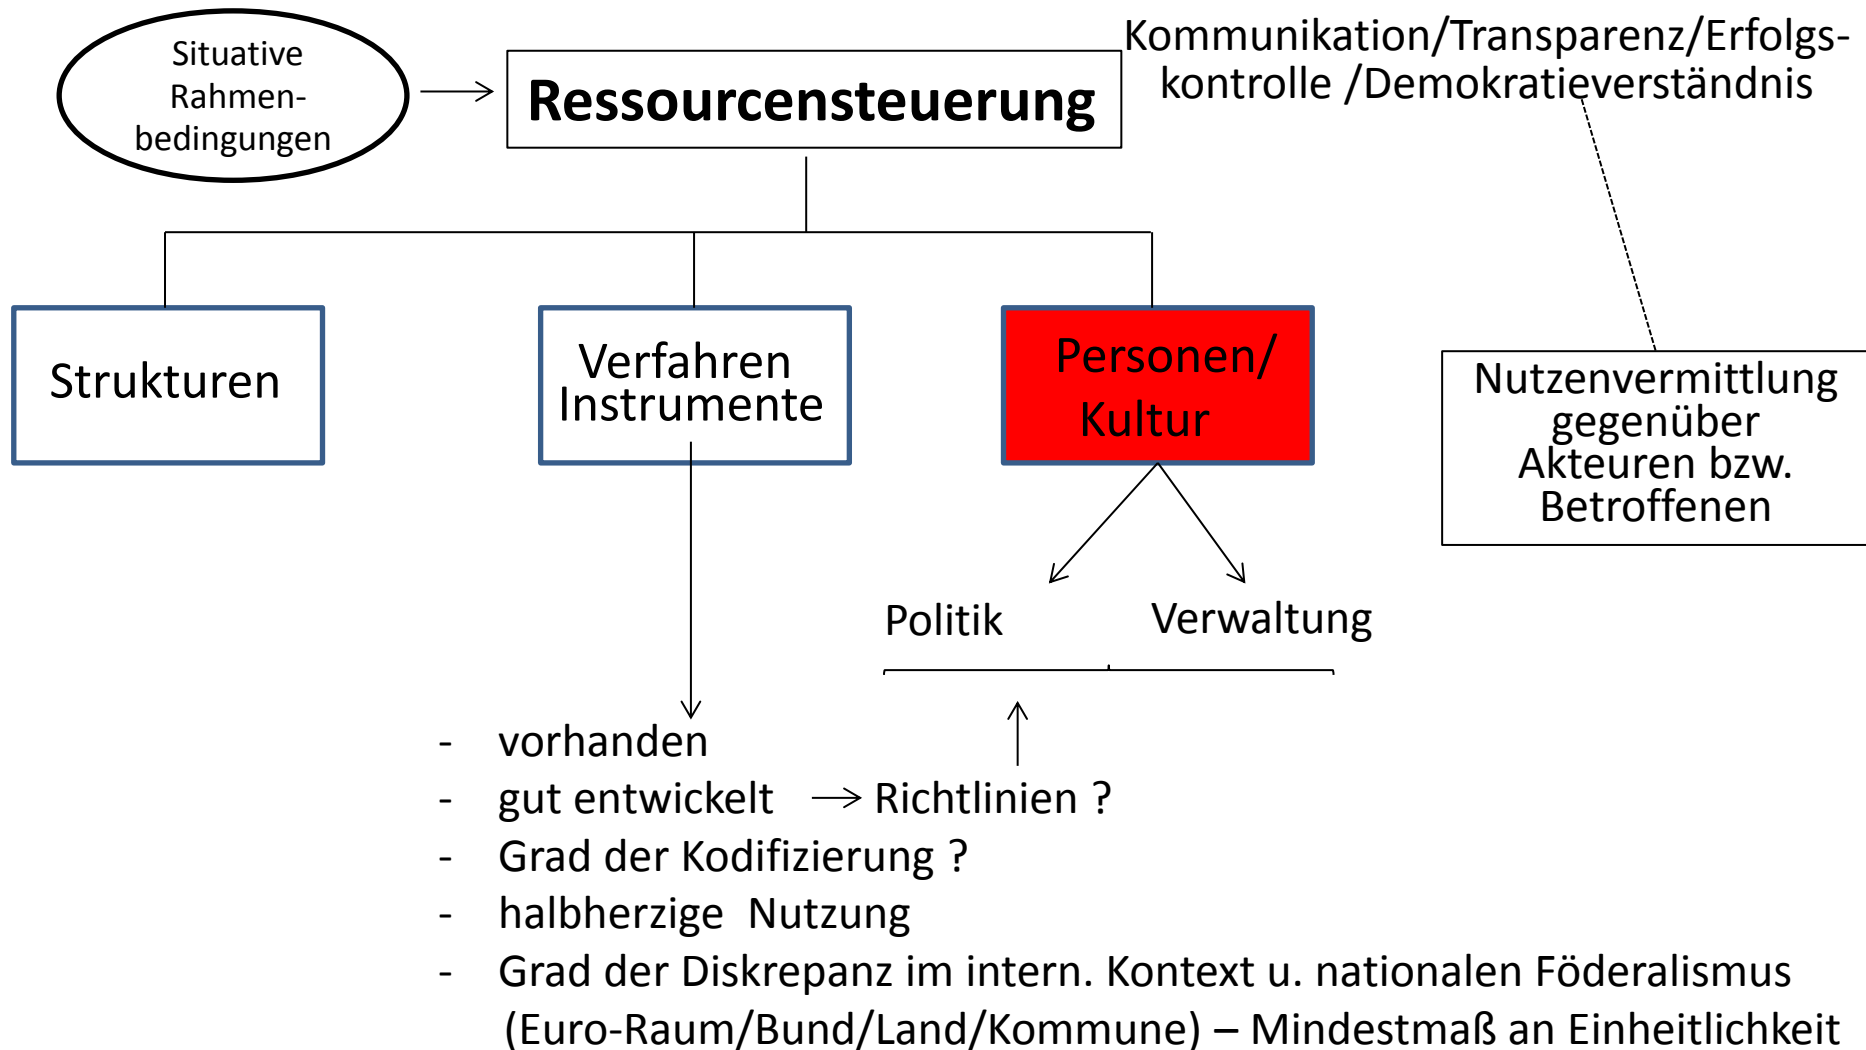 Situative
Rahmen-
bedingungen
Ressourcensteuerung
Kommunikation/Transparenz/Erfolgs-
kontrolle /Demokratieverständnis
Strukturen
Verfahren
Instrumente
Personen/
Kultur
Nutzenvermittlung
gegenüber
Akteuren bzw.
Betroffenen
Politik
Verwaltung
- vorhanden
- gut entwickelt → Richtlinien ?
- Grad der Kodifizierung ?
- halbherzige Nutzung
- Grad der Diskrepanz im intern. Kontext u. nationalen Föderalismus
(Euro-Raum/Bund/Land/Kommune) – Mindestmaß an Einheitlichkeit